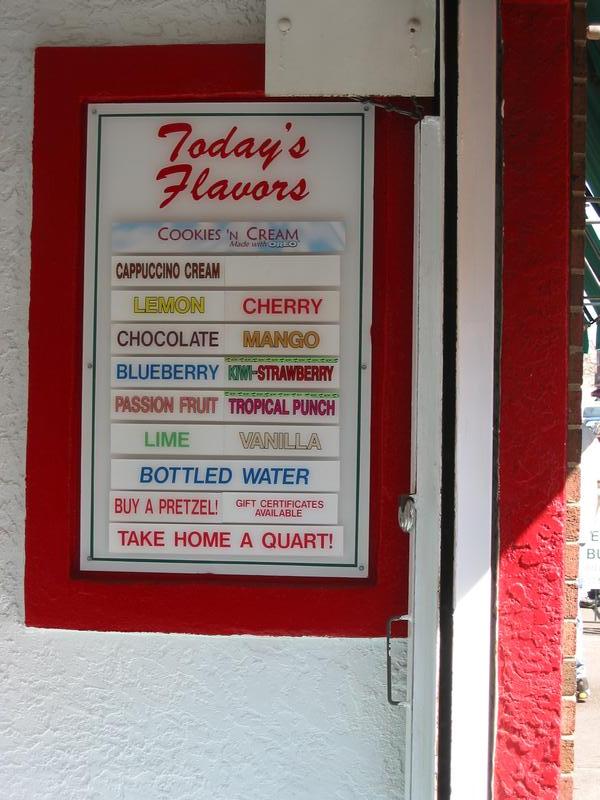 Today's
Flavors
COOKIES 'N CREAM
Made with OREO
CAPPUCCINO CREAM
LEMON CHERRY
CHOCOLATE MANGO
BLUEBERRY KIWI-STRAWBERRY
PASSION FRUIT TROPICAL PUNCH
LIME VANILLA
BOTTLED WATER
BUY A PRETZEL! GIFT CERTIFICATES
AVAILABLE
TAKE HOME A QUART!